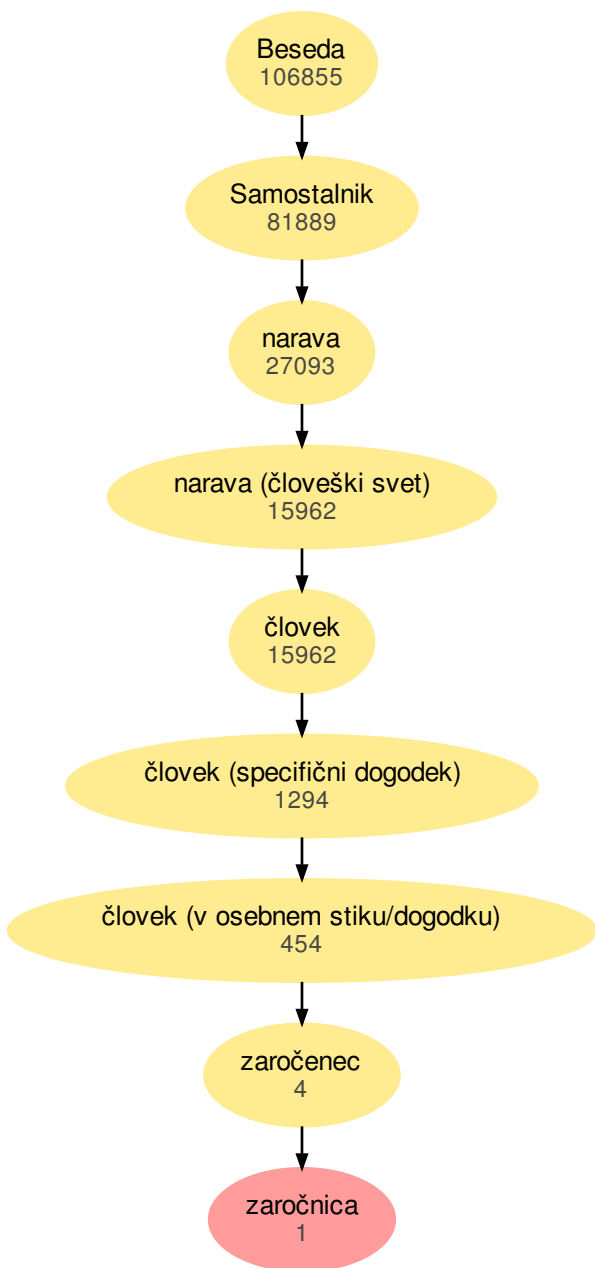 Beseda
106855
Samostalnik
81889
narava
27093
narava (človeški svet)
15962
človek
15962
človek (specifični dogodek)
1294
človek (v osebnem stiku/dogodku)
454
zaročenec
4
zaročnica
1